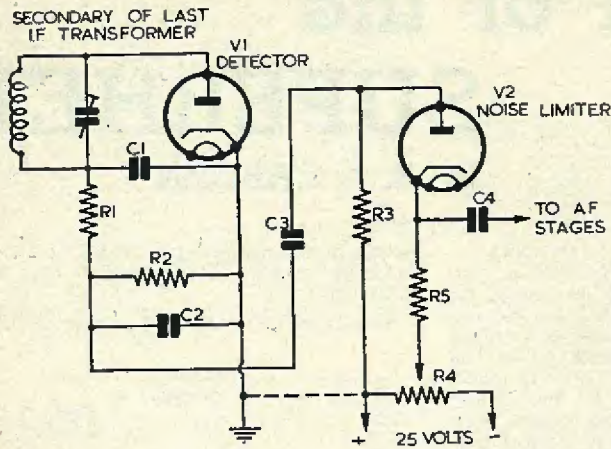 SECONDARY OF LAST
I.F. TRANSFORMER
V1
DETECTOR
V2
NOISE LIMITER
C1
R1
R2
C2
C3
R3
C4
TO AF
STAGES
R5
R4
+ 25 VOLTS -